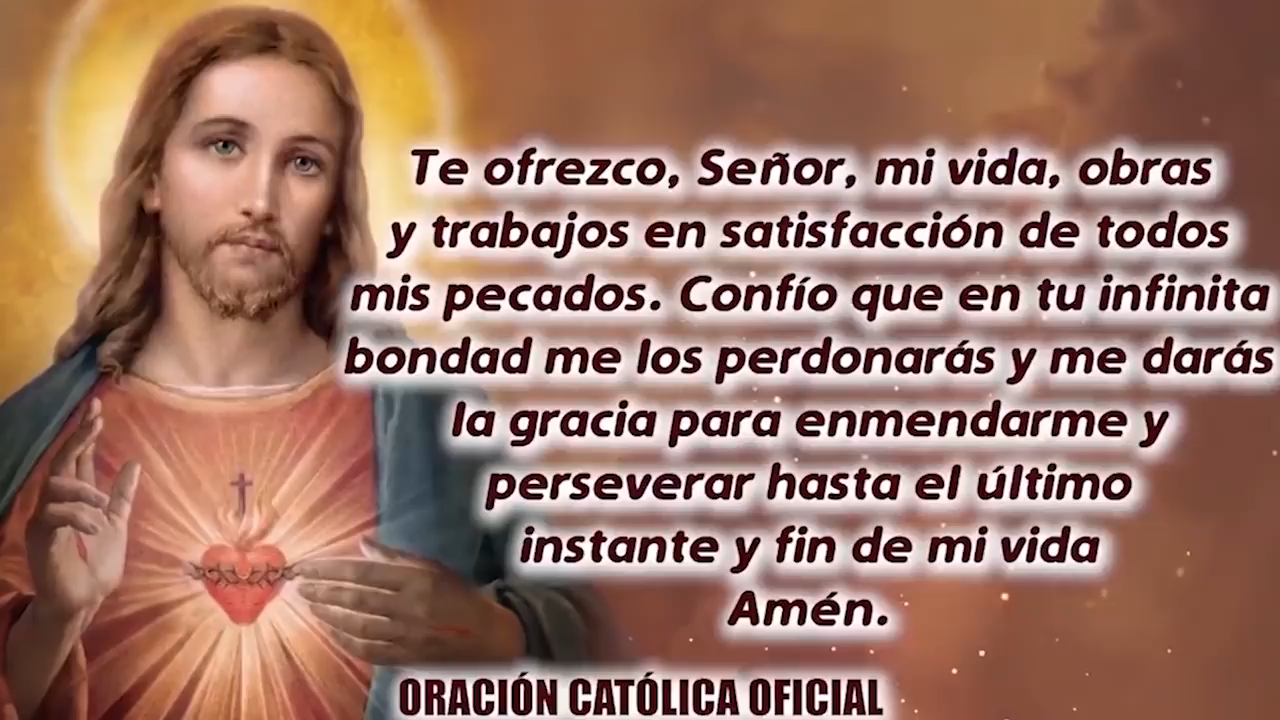 Te ofrezco, Señor, mi vida, obras
y trabajos en satisfacción de todos
mis pecados. Confío que en tu infinita
bondad me los perdonarás y me darás
la gracia para enmendarme y
perseverar hasta el último
instante y fin de mi vida
Amén.
ORACIÓN CATÓLICA OFICIAL